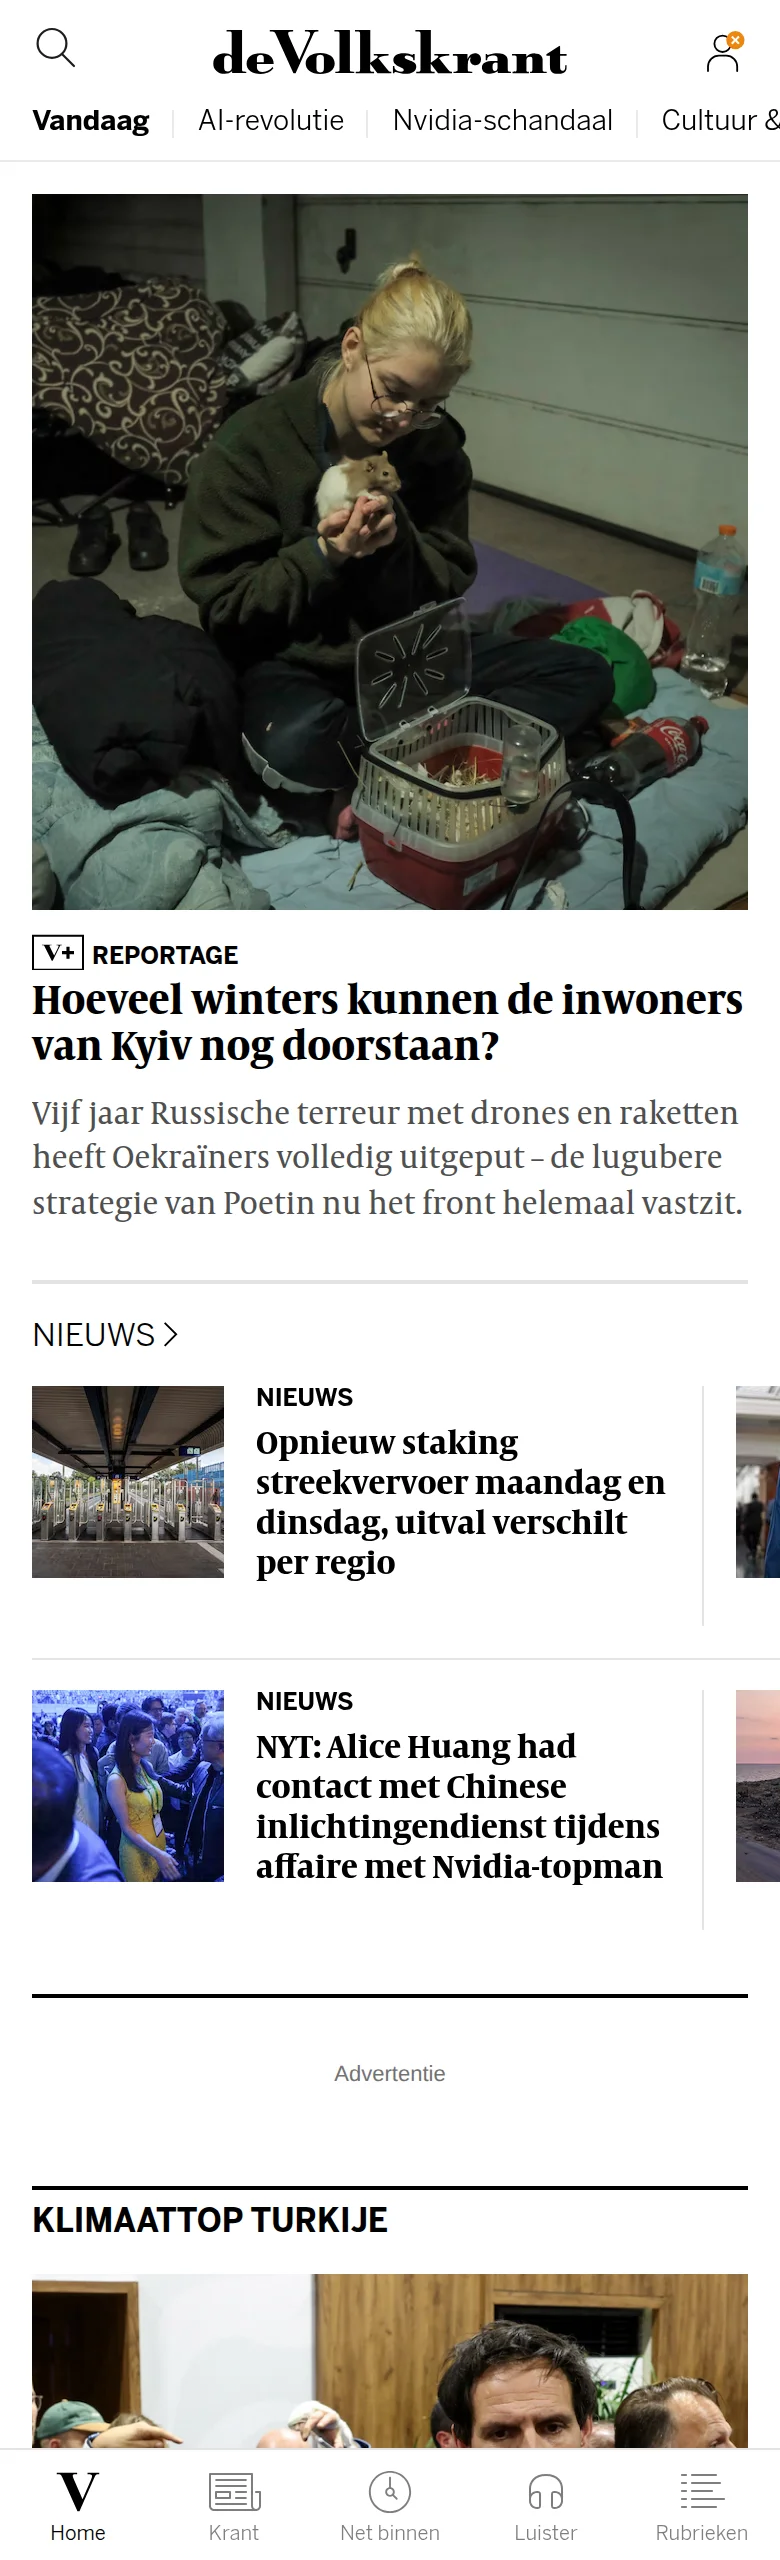 deVolkskrant
Vandaag
AI-revolutie
Nvidia-schandaal
Cultuur &
Coca-Cola
V+ REPORTAGE
Hoeveel winters kunnen de inwoners
van Kyiv nog doorstaan?
Vijf jaar Russische terreur met drones en raketten
heeft Oekraïners volledig uitgeput – de lugubere
strategie van Poetin nu het front helemaal vastzit.
NIEUWS
NIEUWS
Opnieuw staking
streekvervoer maandag en
dinsdag, uitval verschilt
per regio
NIEUWS
NYT: Alice Huang had
contact met Chinese
inlichtingendienst tijdens
affaire met Nvidia-topman
Advertentie
KLIMAATTOP TURKIJE
V
Home
Krant
Net binnen
Luister
Rubrieken